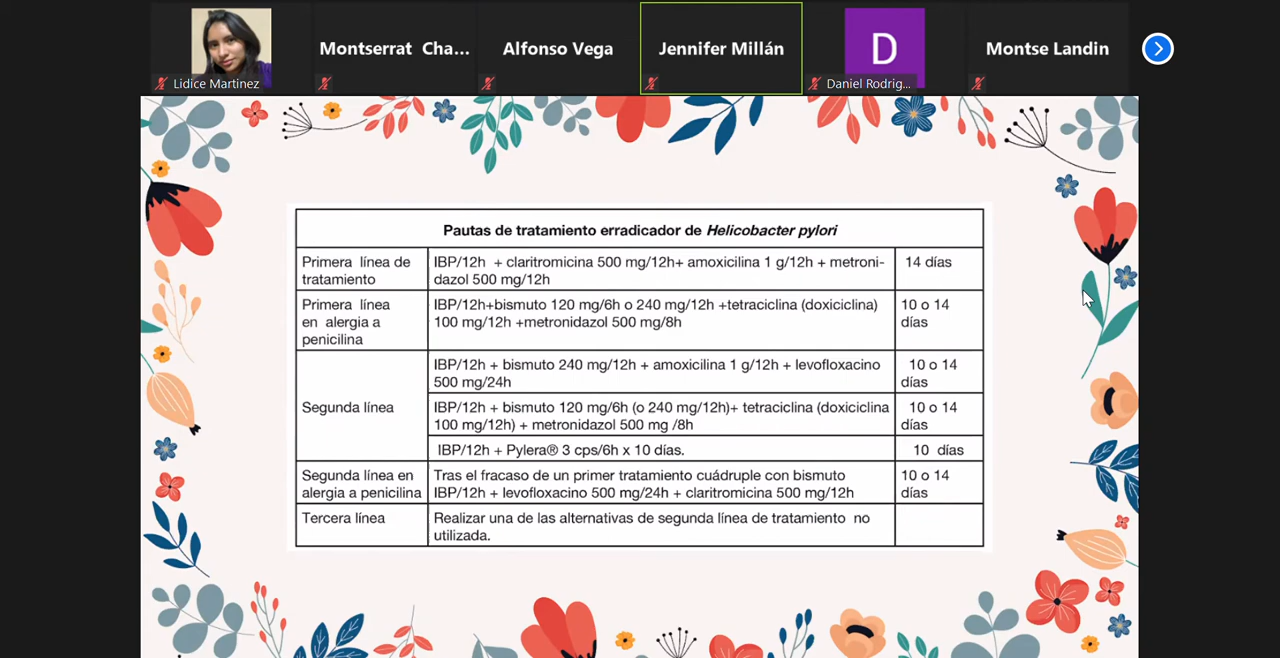 Montserrat Cha...
Alfonso Vega
Jennifer Millán
D
Montse Landin
Lidice Martinez
Daniel Rodrig...
Pautas de tratamiento erradicador de Helicobacter pylori
Primera línea de
tratamiento
IBP/12h + claritromicina 500 mg/12h+ amoxicilina 1 g/12h + metroni-
dazol 500 mg/12h
14 días
Primera línea
en alergia a
penicilina
IBP/12h+bismuto 120 mg/6h o 240 mg/12h +tetraciclina (doxiciclina)
100 mg/12h +metronidazol 500 mg/8h
10 o 14
días
Segunda línea
IBP/12h + bismuto 240 mg/12h + amoxicilina 1 g/12h + levofloxacino
500 mg/24h
10 o 14
días
IBP/12h + bismuto 120 mg/6h (o 240 mg/12h)+ tetraciclina (doxiciclina
100 mg/12h) + metronidazol 500 mg /8h
10 o 14
días
IBP/12h + Pylera® 3 cps/6h x 10 días.
10 días
Segunda línea en
alergia a penicilina
Tras el fracaso de un primer tratamiento cuádruple con bismuto
IBP/12h + levofloxacino 500 mg/24h + claritromicina 500 mg/12h
10 o 14
días
Tercera línea
Realizar una de las alternativas de segunda línea de tratamiento no
utilizada.